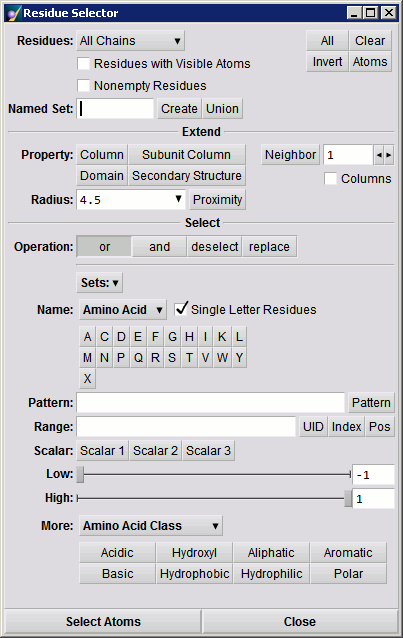 Residue Selector
Residues: All Chains All Clear
Residues with Visible Atoms Invert Atoms
Nonempty Residues
Named Set: Create Union
Extend
Property: Column Subunit Column Neighbor 1
Domain Secondary Structure Columns
Radius: 4.5 Proximity
Select
Operation: or and deselect replace
Sets:
Name: Amino Acid Single Letter Residues
A C D E F G H I K L
M N P Q R S T V W Y
X
Pattern: Pattern
Range: UID Index Pos
Scalar: Scalar 1 Scalar 2 Scalar 3
Low: -1
High: 1
More: Amino Acid Class
Acidic Hydroxyl Aliphatic Aromatic
Basic Hydrophobic Hydrophilic Polar
Select Atoms Close